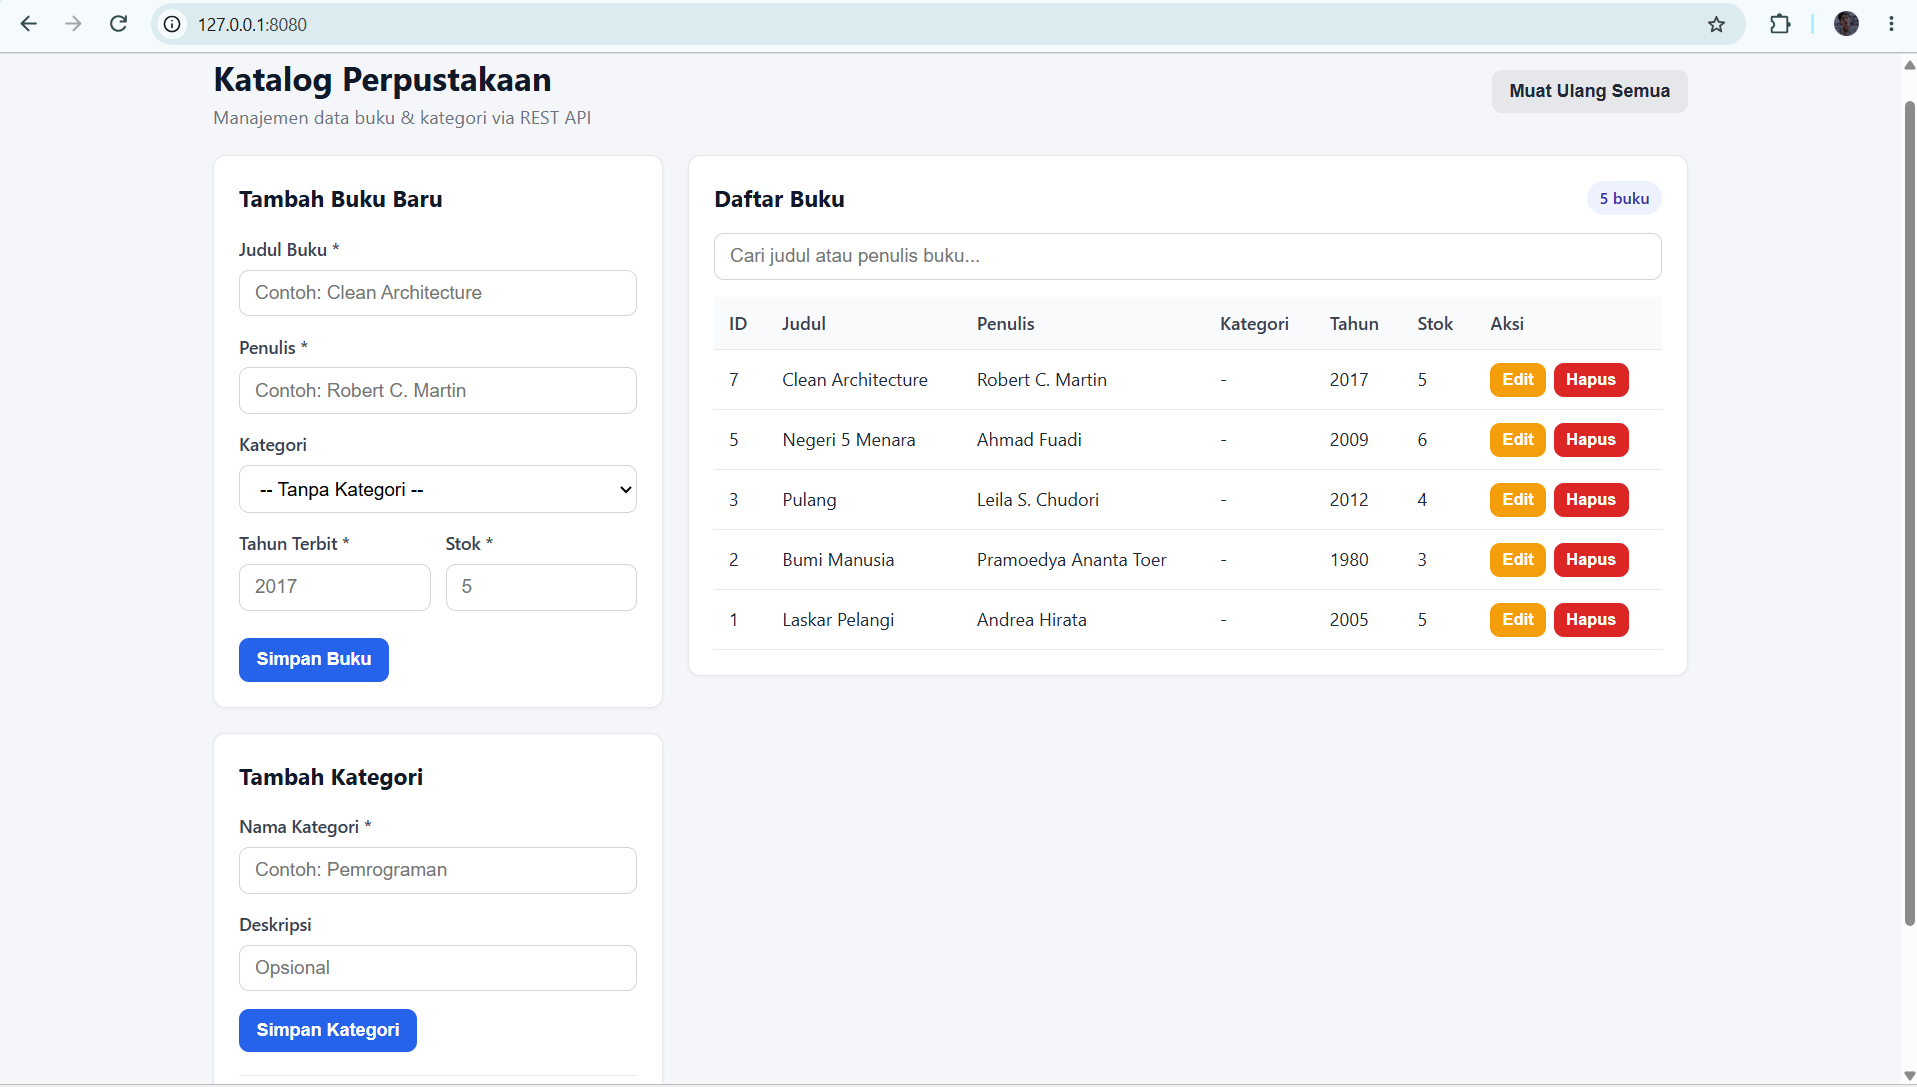 127.0.0.1:8080
Katalog Perpustakaan
Manajemen data buku & kategori via REST API
Muat Ulang Semua
Tambah Buku Baru
Judul Buku *
Contoh: Clean Architecture
Penulis *
Contoh: Robert C. Martin
Kategori
-- Tanpa Kategori --
Tahun Terbit * Stok *
2017 5
Simpan Buku
Tambah Kategori
Nama Kategori *
Contoh: Pemrograman
Deskripsi
Opsional
Simpan Kategori
Daftar Buku 5 buku
Cari judul atau penulis buku...
ID Judul Penulis Kategori Tahun Stok Aksi
7 Clean Architecture Robert C. Martin - 2017 5 Edit Hapus
5 Negeri 5 Menara Ahmad Fuadi - 2009 6 Edit Hapus
3 Pulang Leila S. Chudori - 2012 4 Edit Hapus
2 Bumi Manusia Pramoedya Ananta Toer - 1980 3 Edit Hapus
1 Laskar Pelangi Andrea Hirata - 2005 5 Edit Hapus